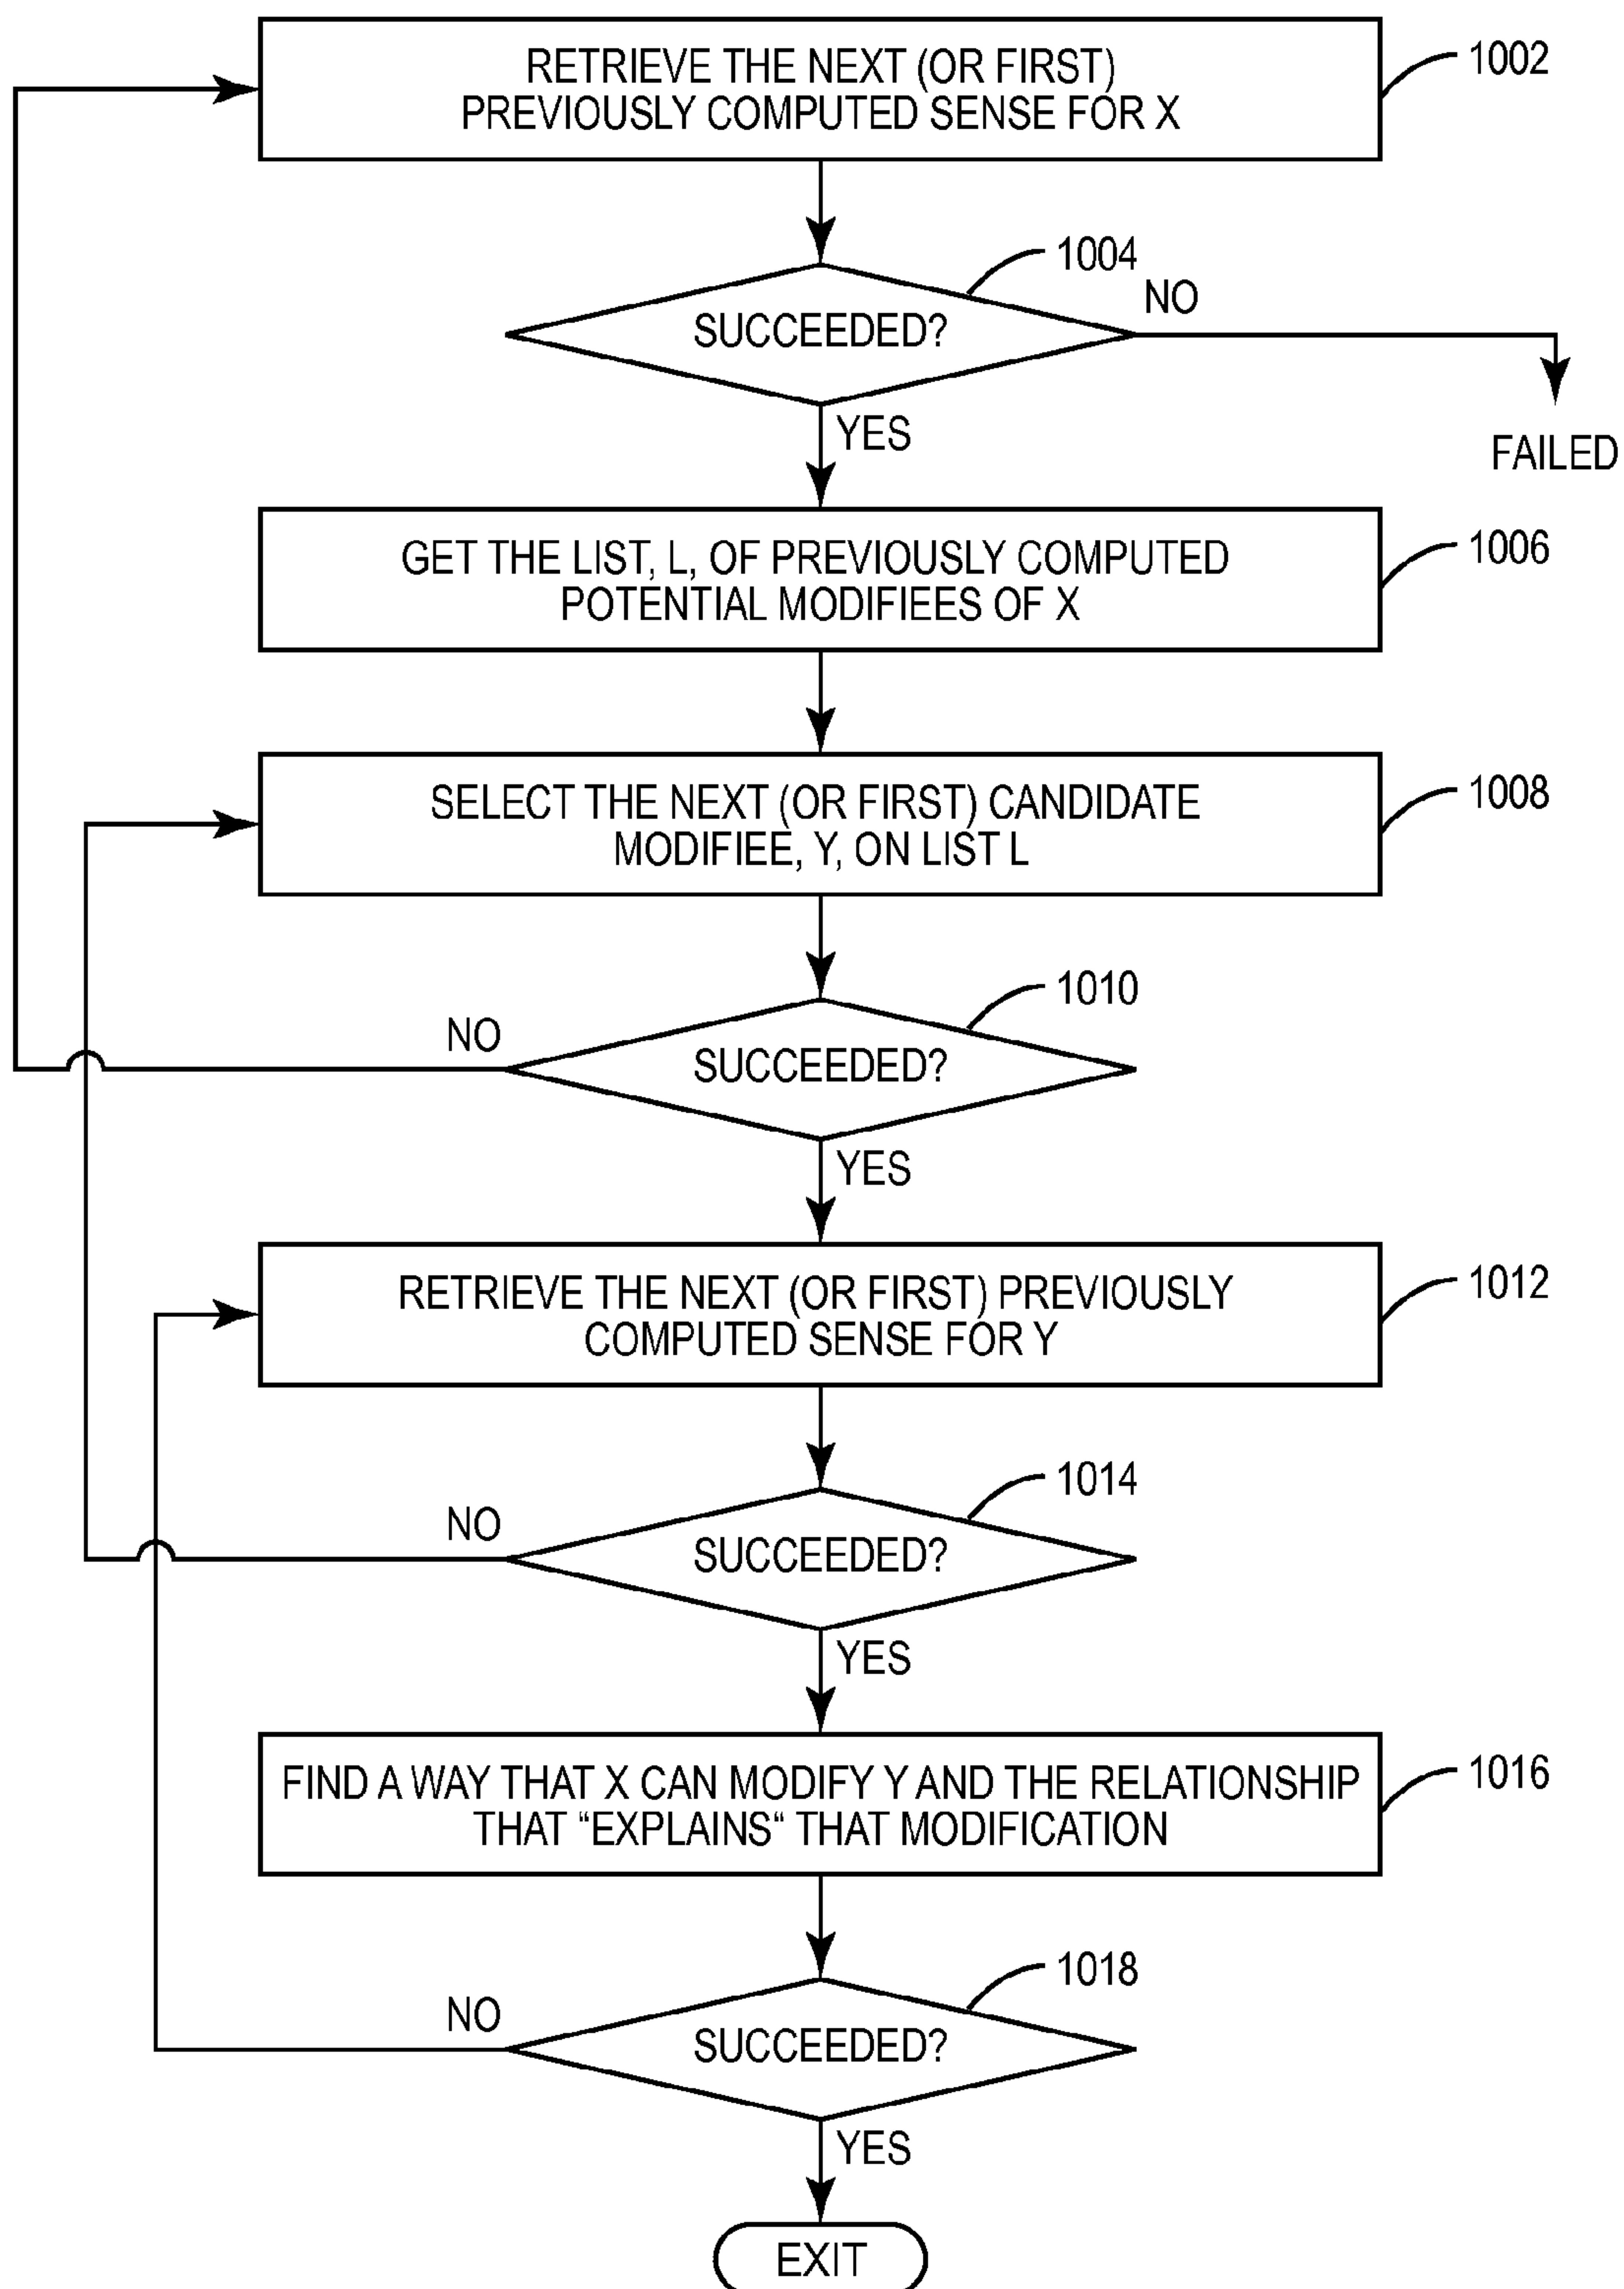 RETRIEVE THE NEXT (OR FIRST)
PREVIOUSLY COMPUTED SENSE FOR X
1002
1004
SUCCEEDED?
NO
YES
FAILED
GET THE LIST, L, OF PREVIOUSLY COMPUTED
POTENTIAL MODIFIEES OF X
1006
SELECT THE NEXT (OR FIRST) CANDIDATE
MODIFIEE, Y, ON LIST L
1008
1010
NO
SUCCEEDED?
YES
RETRIEVE THE NEXT (OR FIRST) PREVIOUSLY
COMPUTED SENSE FOR Y
1012
1014
NO
SUCCEEDED?
YES
FIND A WAY THAT X CAN MODIFY Y AND THE RELATIONSHIP
THAT “EXPLAINS“ THAT MODIFICATION
1016
1018
NO
SUCCEEDED?
YES
EXIT